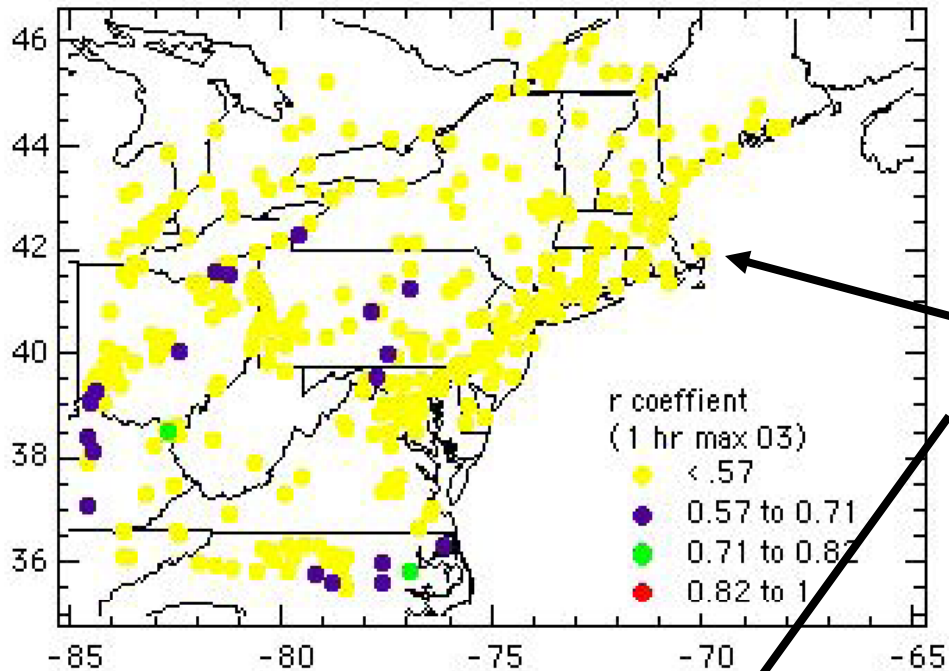 46
44
42
40
38
36
r coeffient
(1 hr max O3)
< .57
0.57 to 0.71
0.71 to 0.82
0.82 to 1
-85 -80 -75 -70 -65